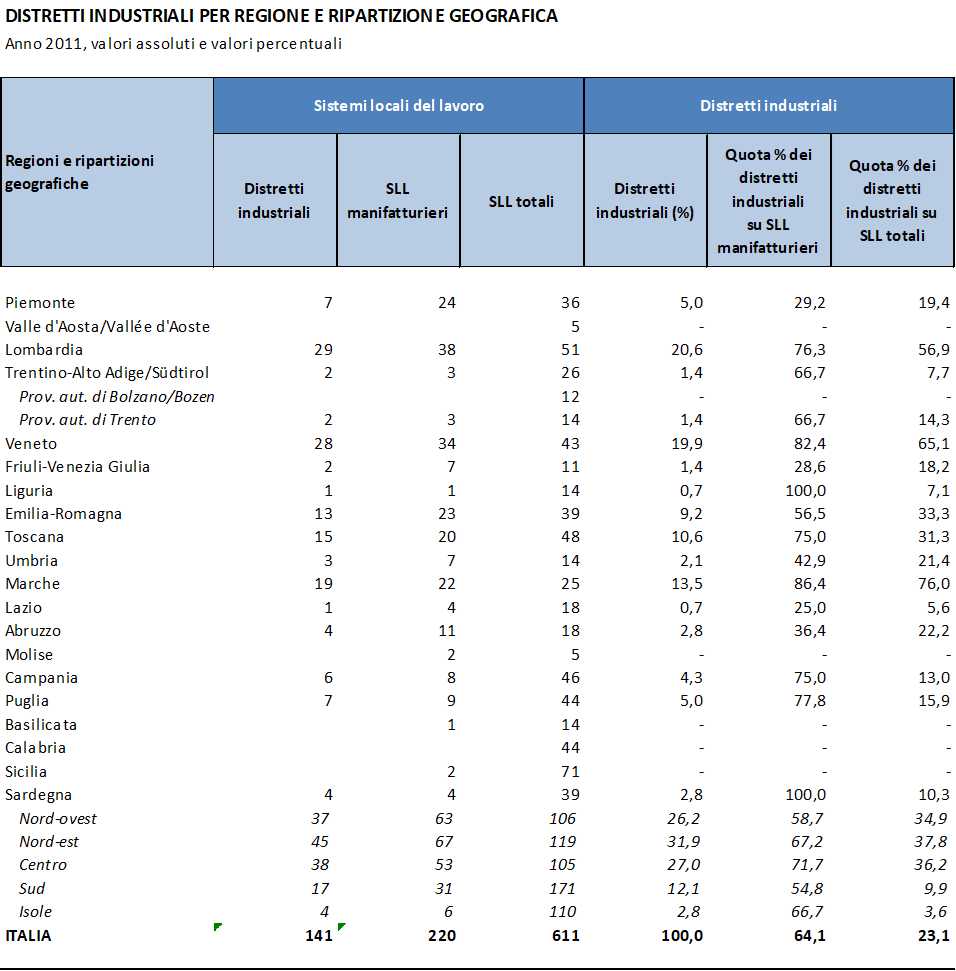 DISTRETTI INDUSTRIALI PER REGIONE E RIPARTIZIONE GEOGRAFICA
Anno 2011, valori assoluti e valori percentuali
Regioni e ripartizioni
geografiche
Sistemi locali del lavoro
Distretti industriali
Distretti
industriali
SLL
manifatturieri
SLL totali
Distretti
industriali (%)
Quota % dei
distretti
industriali
su SLL
manifatturieri
Quota % dei
distretti
industriali su
SLL totali
Piemonte 7 24 36 5,0 29,2 19,4
Valle d'Aosta/Vallée d'Aoste 5 - - -
Lombardia 29 38 51 20,6 76,3 56,9
Trentino-Alto Adige/Südtirol 2 3 26 1,4 66,7 7,7
Prov. aut. di Bolzano/Bozen 12 - - -
Prov. aut. di Trento 2 3 14 1,4 66,7 14,3
Veneto 28 34 43 19,9 82,4 65,1
Friuli-Venezia Giulia 2 7 11 1,4 28,6 18,2
Liguria 1 1 14 0,7 100,0 7,1
Emilia-Romagna 13 23 39 9,2 56,5 33,3
Toscana 15 20 48 10,6 75,0 31,3
Umbria 3 7 14 2,1 42,9 21,4
Marche 19 22 25 13,5 86,4 76,0
Lazio 1 4 18 0,7 25,0 5,6
Abruzzo 4 11 18 2,8 36,4 22,2
Molise 2 5 - - -
Campania 6 8 46 4,3 75,0 13,0
Puglia 7 9 44 5,0 77,8 15,9
Basilicata 1 14 - - -
Calabria 44 - - -
Sicilia 2 71 - - -
Sardegna 4 4 39 2,8 100,0 10,3
Nord-ovest 37 63 106 26,2 58,7 34,9
Nord-est 45 67 119 31,9 67,2 37,8
Centro 38 53 105 27,0 71,7 36,2
Sud 17 31 171 12,1 54,8 9,9
Isole 4 6 110 2,8 66,7 3,6
ITALIA 141 220 611 100,0 64,1 23,1